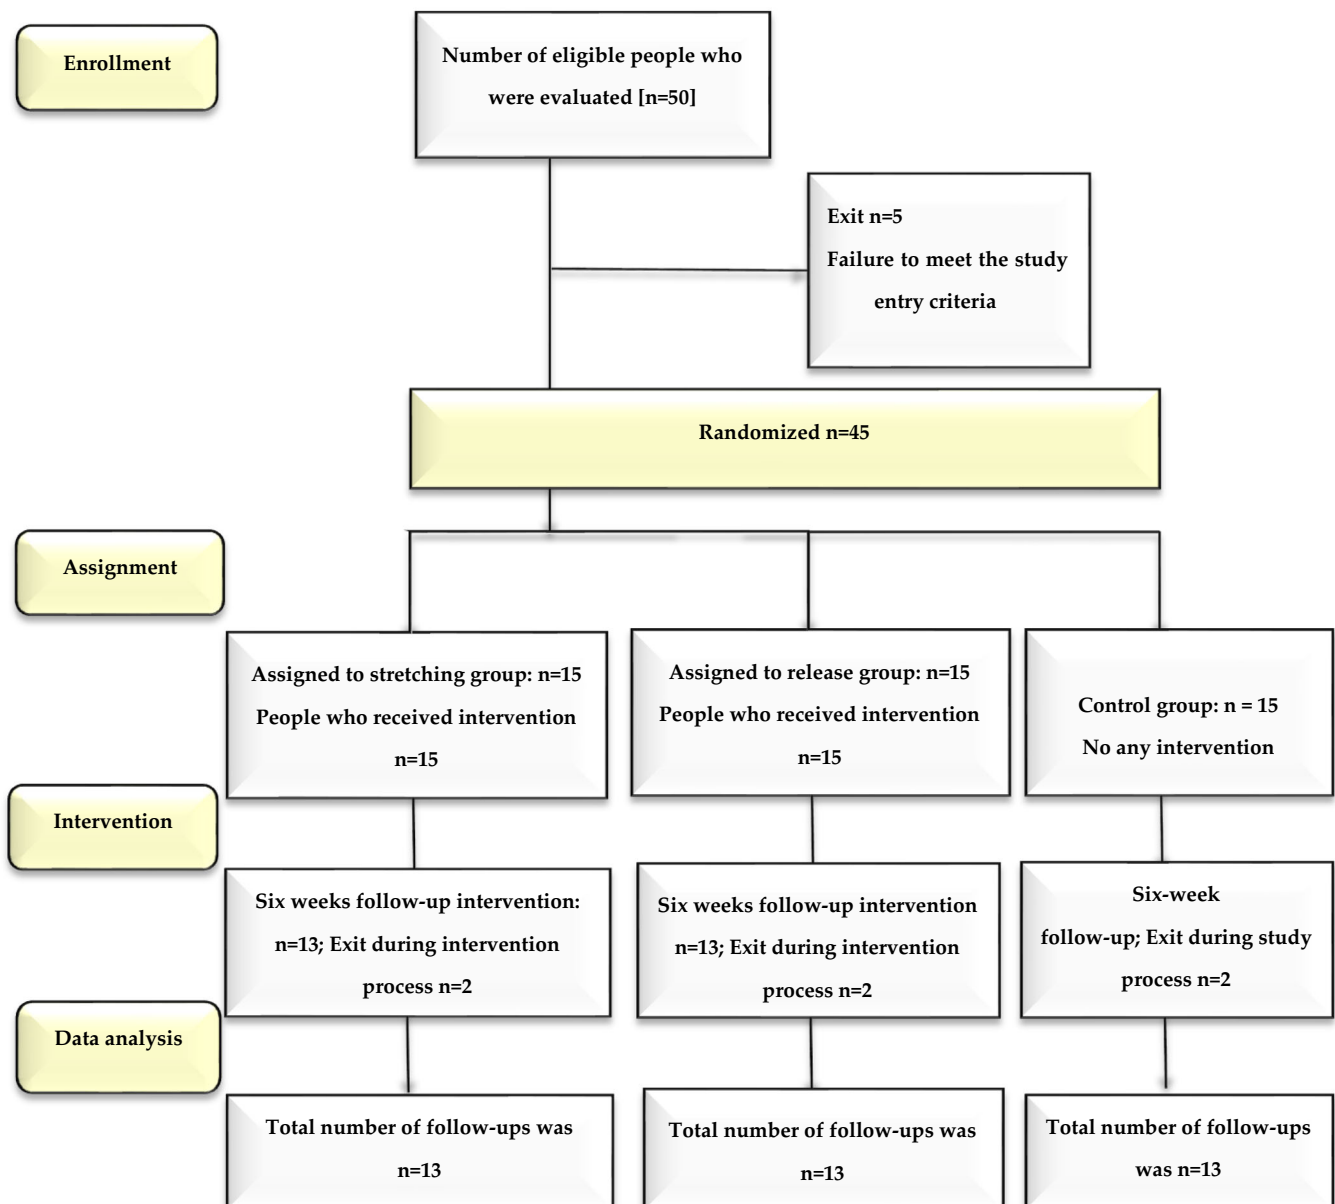 Enrollment
Number of eligible people who
were evaluated [n=50]
Exit n=5
Failure to meet the study
entry criteria
Randomized n=45
Assignment
Assigned to stretching group: n=15
People who received intervention
n=15
Assigned to release group: n=15
People who received intervention
n=15
Control group: n = 15
No any intervention
Intervention
Six weeks follow-up intervention:
n=13; Exit during intervention
process n=2
Six weeks follow-up intervention
n=13; Exit during intervention
process n=2
Six-week
follow-up; Exit during study
process n=2
Data analysis
Total number of follow-ups was
n=13
Total number of follow-ups was
n=13
Total number of follow-ups
was n=13